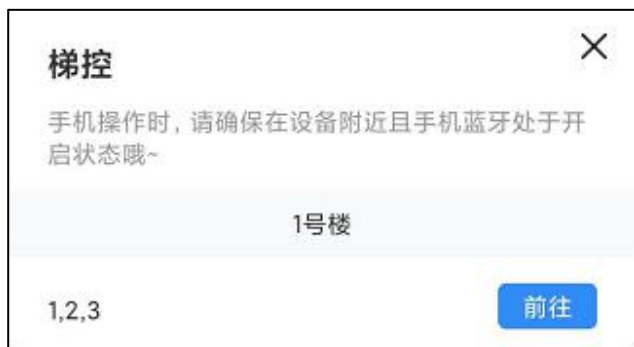 梯控
手机操作时，请确保在设备附近且手机蓝牙处于开
启状态哦~
1号楼
1,2,3
前往